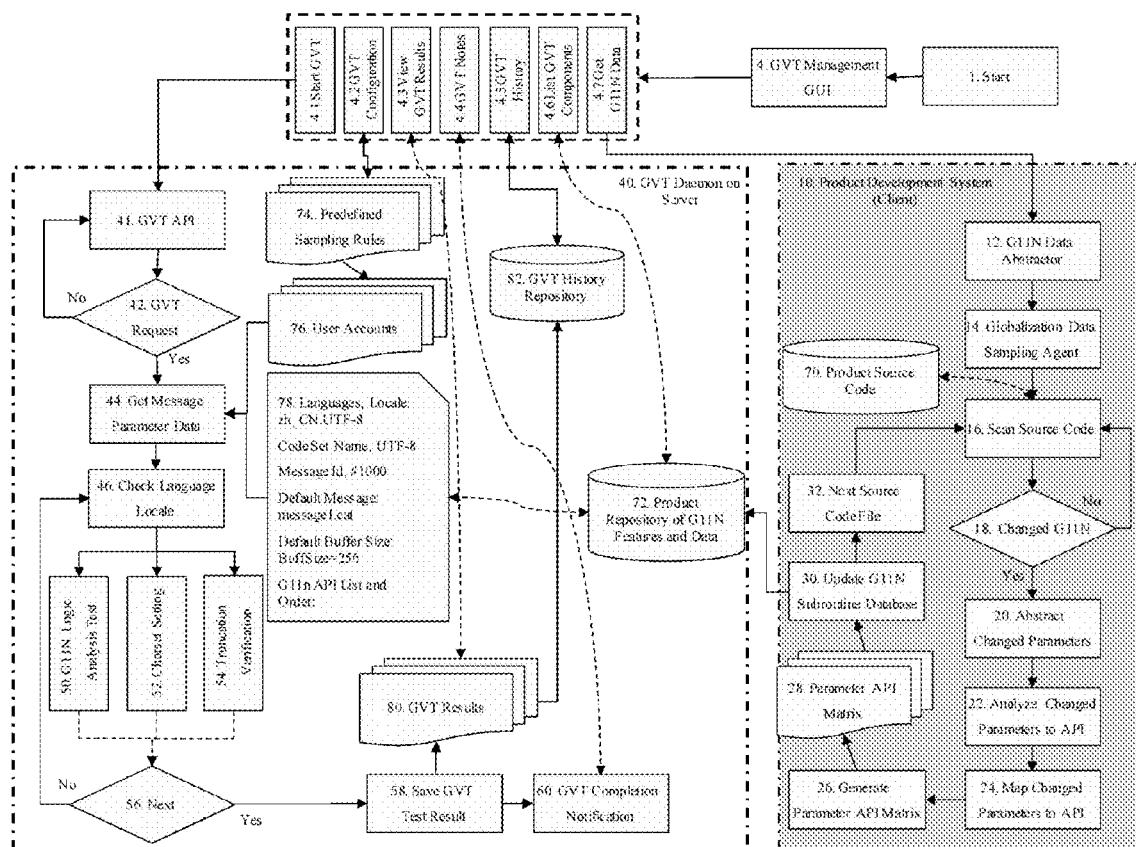 4.1 Start GVT
4.2 GVT
Configuration
4.3 View
GVT Results
4.4 GVT Notes
4.5 GVT
History
4.6 List GVT
Components
4.7 Get
G11N Data
4. GVT Management
GUI
1. Start
40. GVT Daemon on
Server
41. GVT API
42. GVT
Request
No
Yes
44. Get Message
Parameter Data
46. Check Language
Locale
50. G11N Logic
Analysis Test
52. Charset Setting
54. Truncation
Verification
56. Next
No
Yes
58. Save GVT
Test Result
60. GVT Completion
Notification
74. Predefined
Sampling Rules
76. User Accounts
78. Languages, Locale:
zh_CN.UTF-8
CodeSet Name, UTF-8
MessageId, #1000
Default Message:
message1.cat
Default Buffer Size:
BuffSize=256
G11n API List and
Order:
80. GVT Results
82. GVT History
Repository
72. Product
Repository of G11N
Features and Data
10. Product Development System
(Client)
12. G11N Data
Abstractor
14. Globalization Data
Sampling Agent
70. Product Source
Code
16. Scan Source Code
18. Changed G11N
No
Yes
20. Abstract
Changed Parameters
22. Analyze Changed
Parameters to API
24. Map Changed
Parameters to API
26. Generate
Parameter API Matrix
28. Parameter API
Matrix
30. Update G11N
Subroutine Database
32. Next Source
Code File